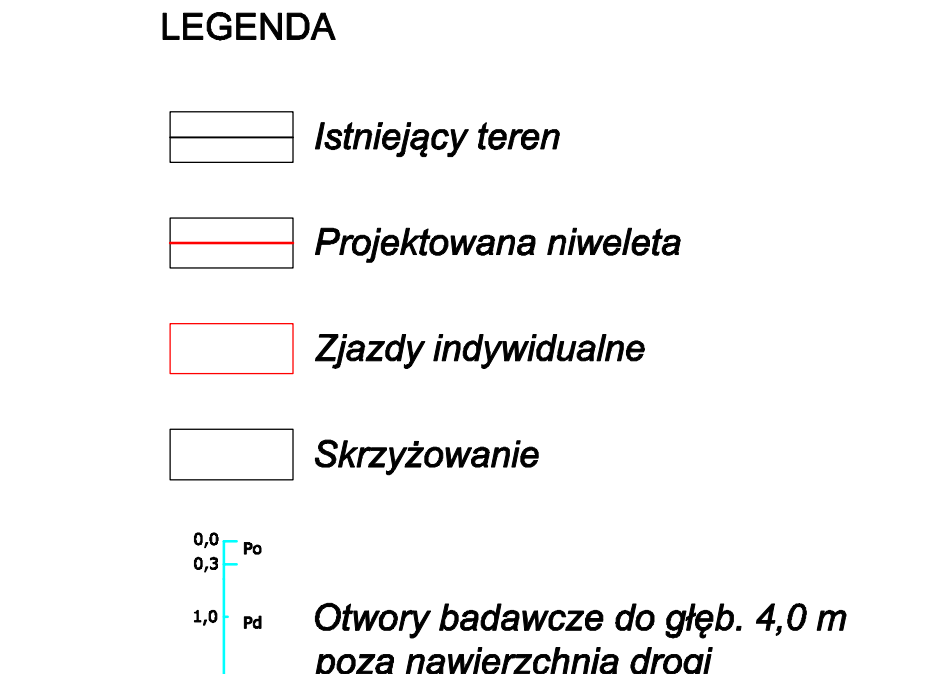 LEGENDA
Istniejący teren
Projektowana niweleta
Zjazdy indywidualne
Skrzyżowanie
0,0 Po
0,3
1,0 Pd
Otwory badawcze do głęb. 4,0 m
poza nawierzchnią drogi